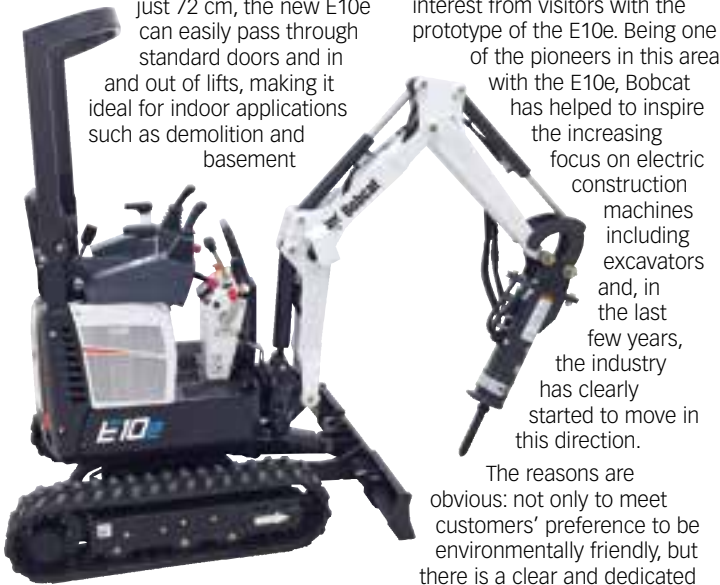 just 72 cm, the new E10e
can easily pass through
standard doors and in
and out of lifts, making it
ideal for indoor applications
such as demolition and
basement
Bobcat
E10e
interest from visitors with the
prototype of the E10e. Being one
of the pioneers in this area
with the E10e, Bobcat
has helped to inspire
the increasing
focus on electric
construction
machines
including
excavators
and, in
the last
few years,
the industry
has clearly
started to move in
this direction.
The reasons are
obvious: not only to meet
customers’ preference to be
environmentally friendly, but
there is a clear and dedicated